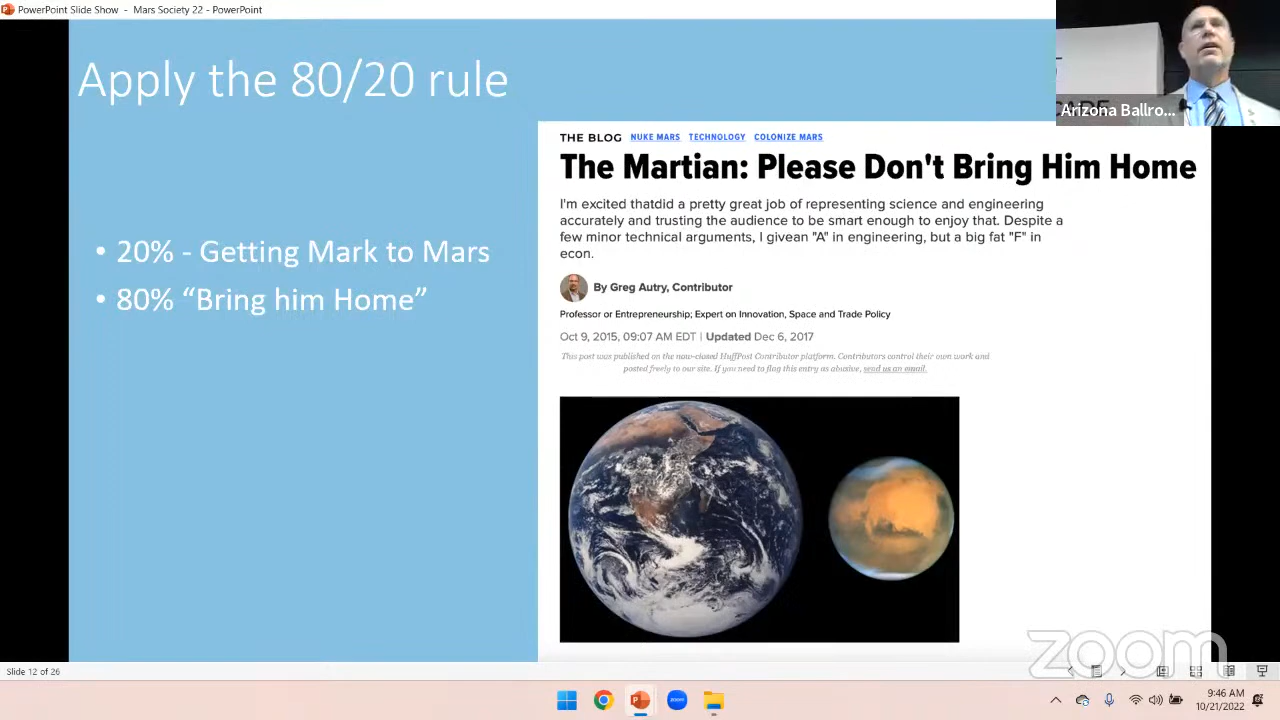 PowerPoint Slide Show - Mars Society 22 - PowerPoint
Apply the 80/20 rule
• 20% - Getting Mark to Mars
• 80% “Bring him Home”
THE BLOG NUKE MARS TECHNOLOGY COLONIZE MARS
The Martian: Please Don't Bring Him Home
I'm excited thatdid a pretty great job of representing science and engineering
accurately and trusting the audience to be smart enough to enjoy that. Despite a
few minor technical arguments, I givean "A" in engineering, but a big fat "F" in
econ.
By Greg Autry, Contributor
Professor or Entrepreneurship; Expert on Innovation, Space and Trade Policy
Oct 9, 2015, 09:07 AM EDT | Updated Dec 6, 2017
This post was published on the now-closed HuffPost Contributor platform. Contributors control their own work and
posted freely to our site. If you need to flag this entry as abusive, send us an email.
Arizona Ballro...
zoom
Slide 12 of 26
zoom
9:46 AM
10/21/2022